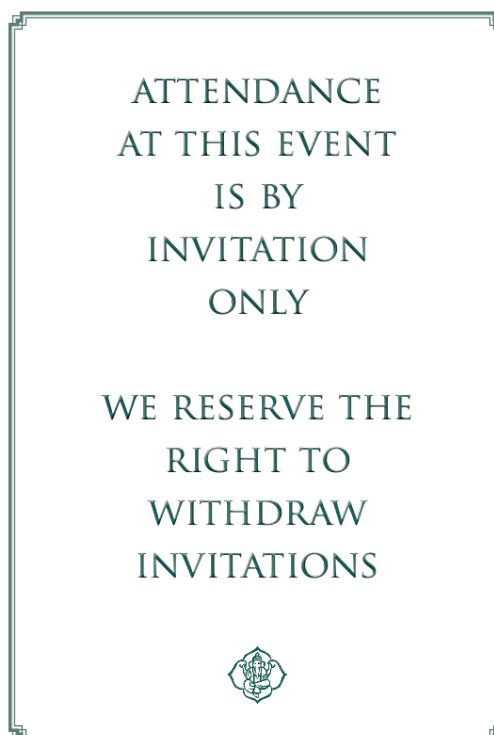 ATTENDANCE
AT THIS EVENT
IS BY
INVITATION
ONLY
WE RESERVE THE
RIGHT TO
WITHDRAW
INVITATIONS